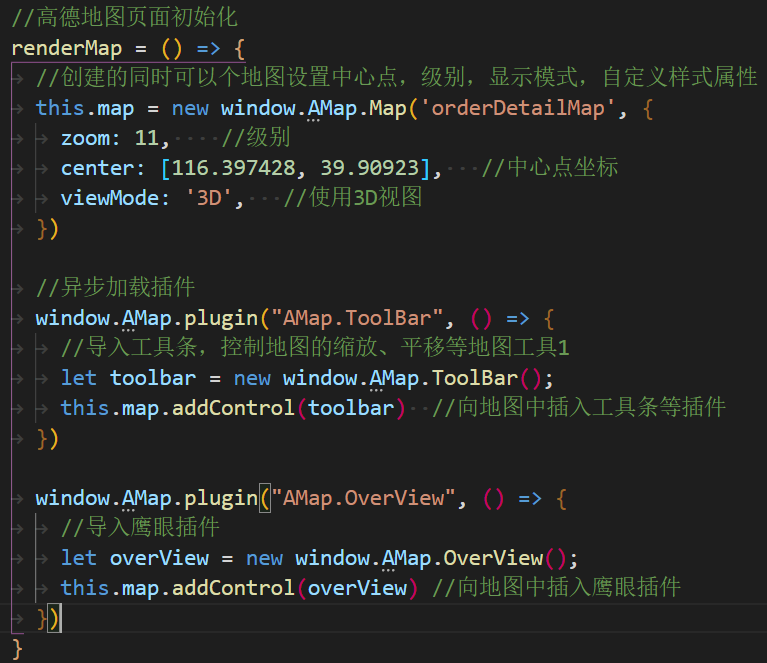 //高德地图页面初始化
renderMap = () => {
//创建的同时可以个地图设置中心点，级别，显示模式，自定义样式属性
this.map = new window.AMap.Map('orderDetailMap', {
zoom: 11,    //级别
center: [116.397428, 39.90923],   //中心点坐标
viewMode: '3D',   //使用3D视图
})
//异步加载插件
window.AMap.plugin("AMap.ToolBar", () => {
//导入工具条，控制地图的缩放、平移等地图工具1
let toolbar = new window.AMap.ToolBar();
this.map.addControl(toolbar)  //向地图中插入工具条等插件
})
window.AMap.plugin("AMap.OverView", () => {
//导入鹰眼插件
let overView = new window.AMap.OverView();
this.map.addControl(overView) //向地图中插入鹰眼插件
})
}